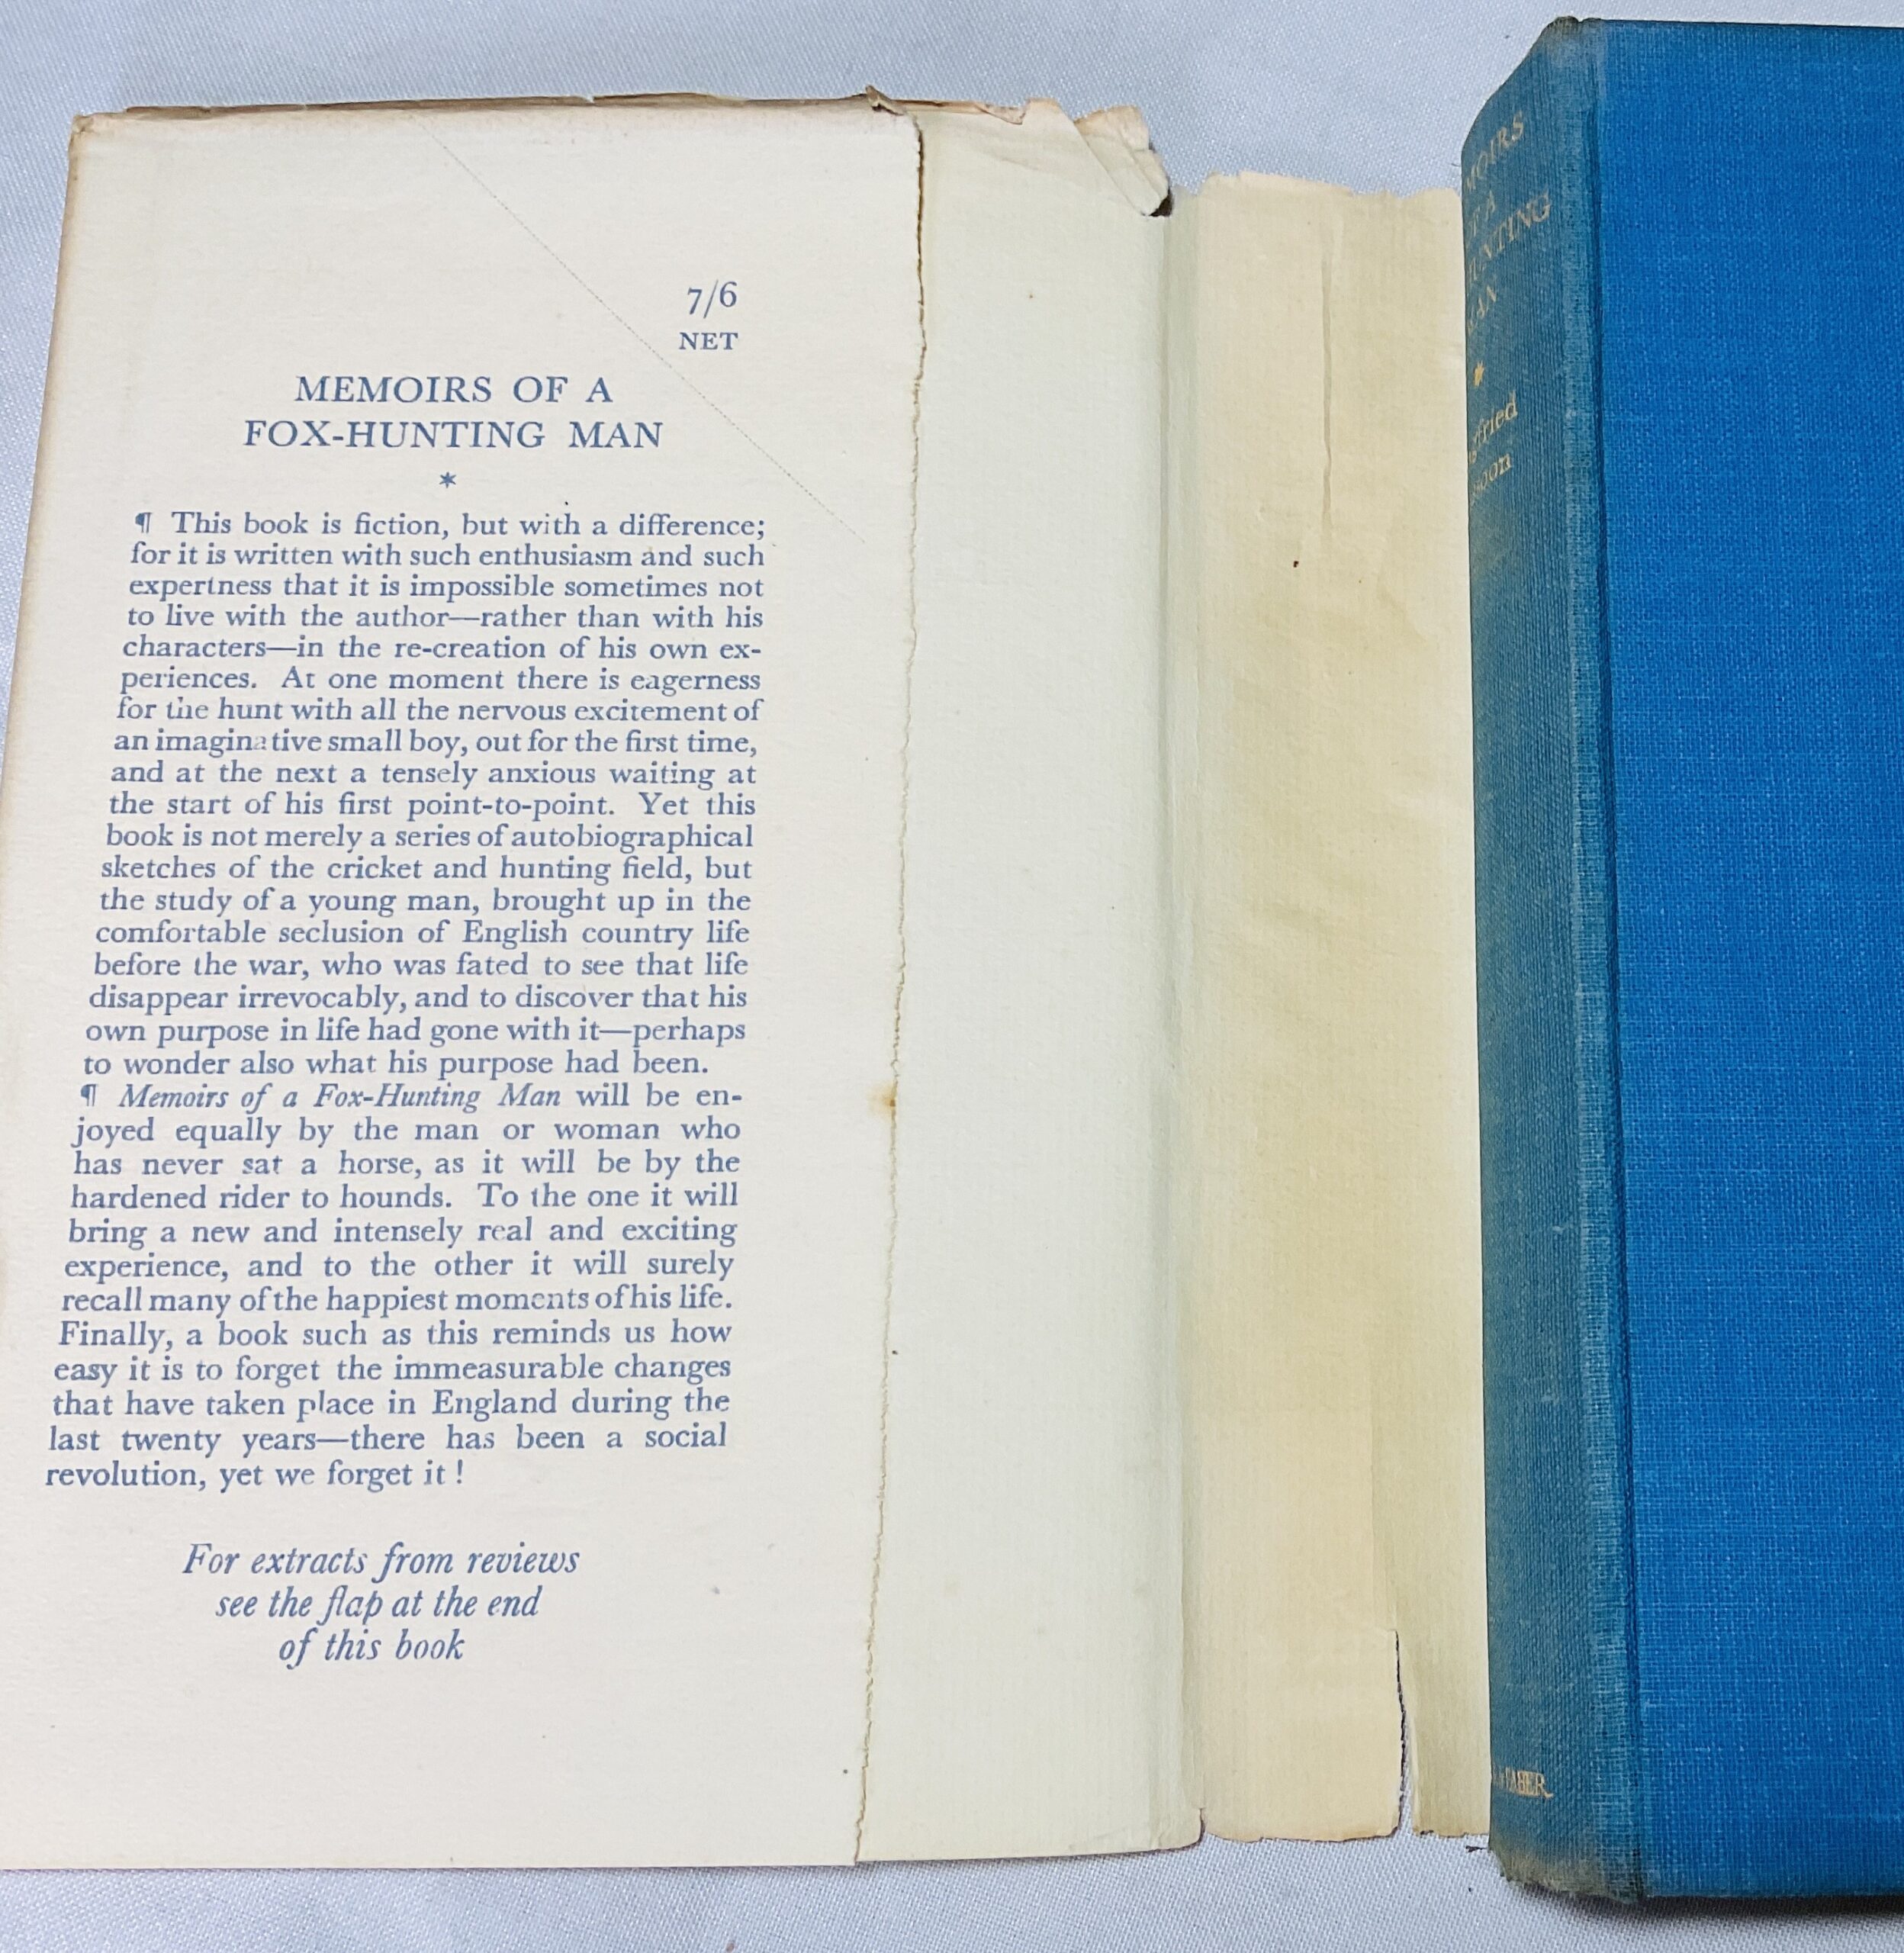 7/6
NET
MEMOIRS OF A
FOX-HUNTING MAN
*
¶ This book is fiction, but with a difference;
for it is written with such enthusiasm and such
expertness that it is impossible sometimes not
to live with the author—rather than with his
characters—in the re-creation of his own ex-
periences. At one moment there is eagerness
for the hunt with all the nervous excitement of
an imaginative small boy, out for the first time,
and at the next a tensely anxious waiting at
the start of his first point-to-point. Yet this
book is not merely a series of autobiographical
sketches of the cricket and hunting field, but
the study of a young man, brought up in the
comfortable seclusion of English country life
before the war, who was fated to see that life
disappear irrevocably, and to discover that his
own purpose in life had gone with it—perhaps
to wonder also what his purpose had been.
¶ Memoirs of a Fox-Hunting Man will be en-
joyed equally by the man or woman who
has never sat a horse, as it will be by the
hardened rider to hounds. To the one it will
bring a new and intensely real and exciting
experience, and to the other it will surely
recall many of the happiest moments of his life.
Finally, a book such as this reminds us how
easy it is to forget the immeasurable changes
that have taken place in England during the
last twenty years—there has been a social
revolution, yet we forget it !
For extracts from reviews
see the flap at the end
of this book
MOIRS
A
UNTING
*
fried
soon
FABER